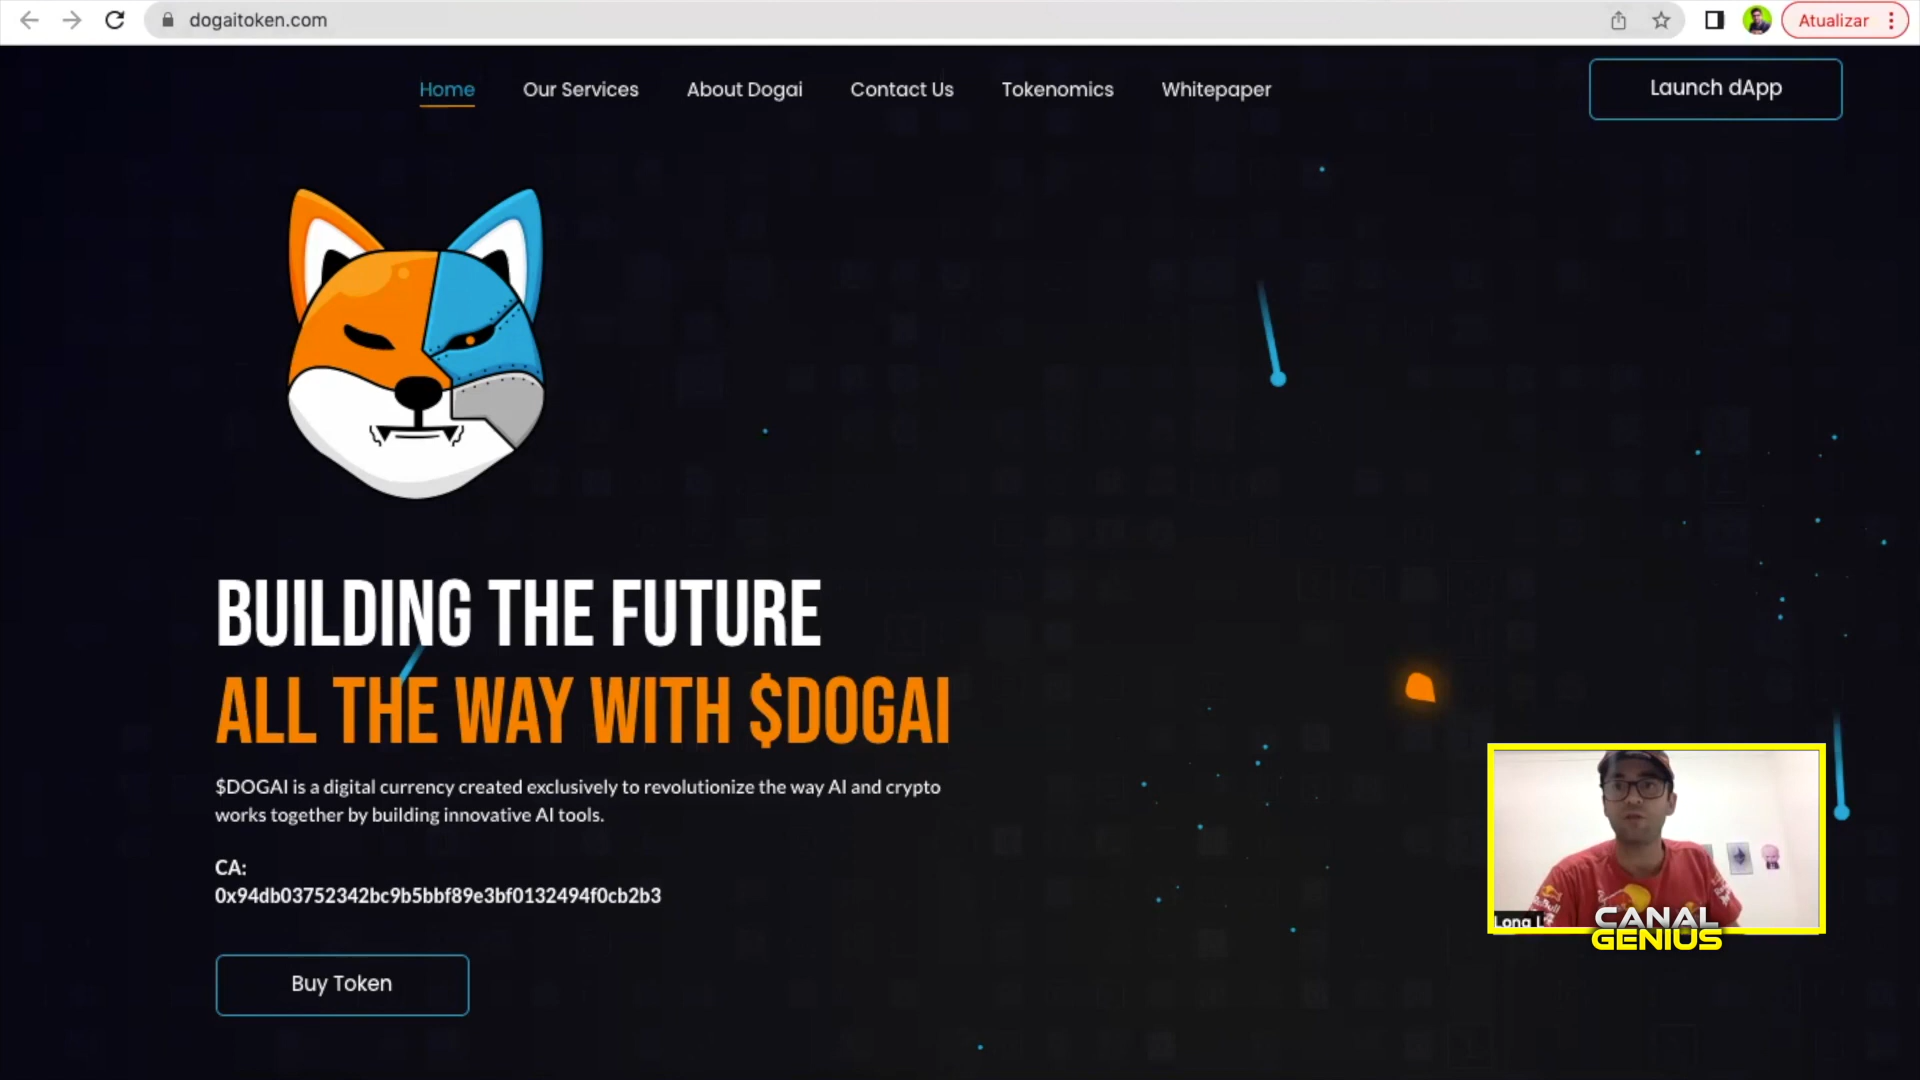 dogaitoken.com
Atualizar
Home
Our Services
About Dogai
Contact Us
Tokenomics
Whitepaper
Launch dApp
BUILDING THE FUTURE
ALL THE WAY WITH $DOGAI
$DOGAI is a digital currency created exclusively to revolutionize the way AI and crypto
works together by building innovative AI tools.
CA:
0x94db03752342bc9b5bbf89e3bf0132494f0cb2b3
Buy Token
Long L
CANAL
GENIUS